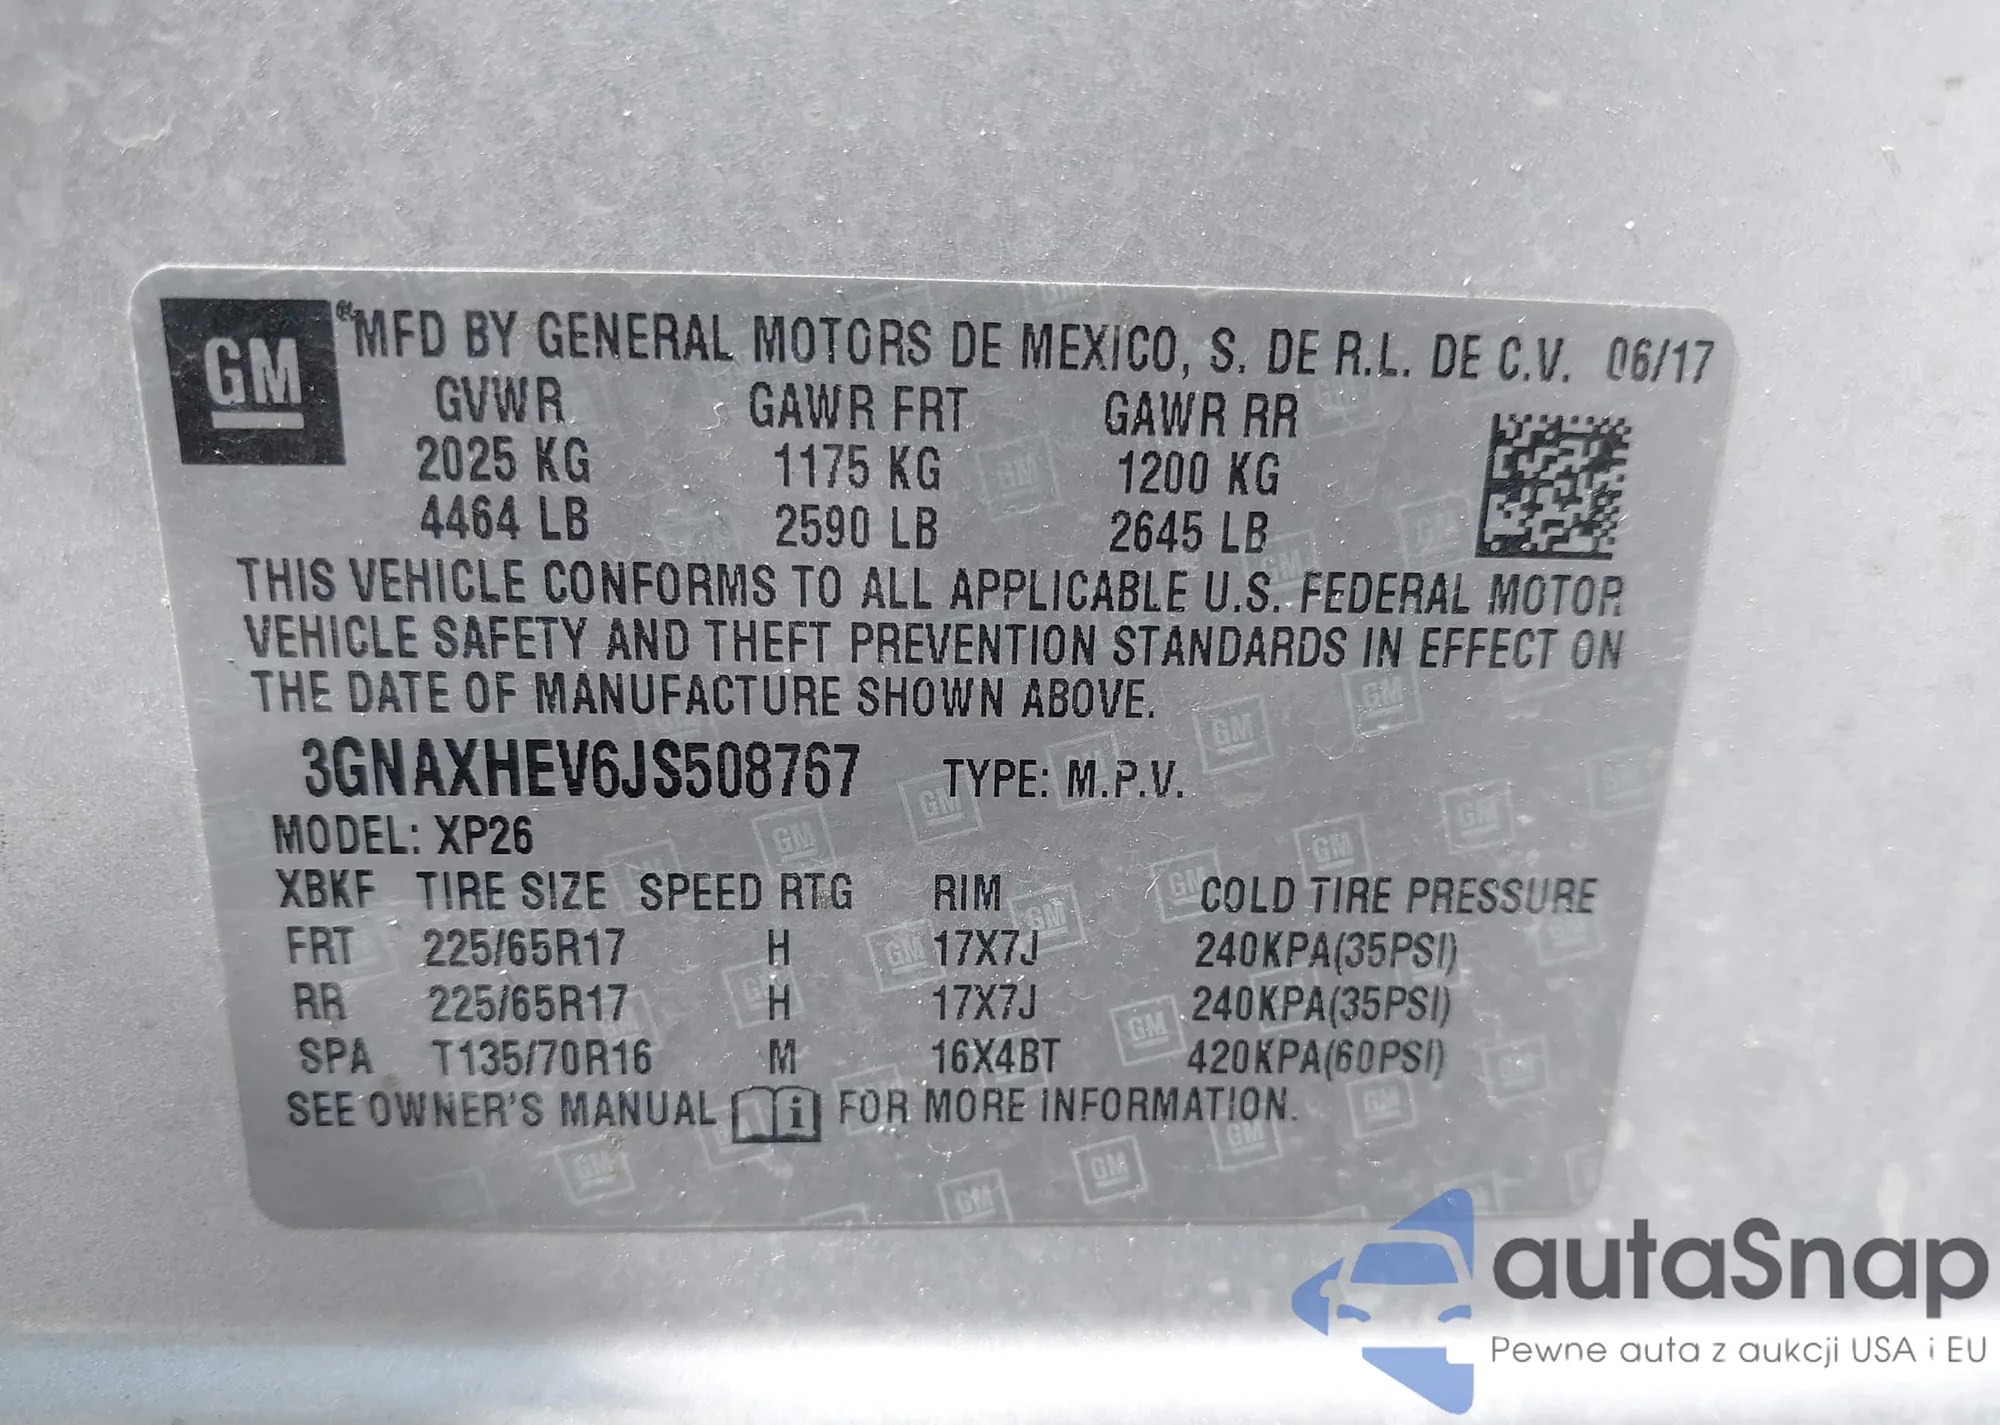 GM ®MFD BY GENERAL MOTORS DE MEXICO, S. DE R.L. DE C.V. 06/17
GVWR GAWR FRT GAWR RR
2025 KG 1175 KG 1200 KG
4464 LB 2590 LB 2645 LB
THIS VEHICLE CONFORMS TO ALL APPLICABLE U.S. FEDERAL MOTOR
VEHICLE SAFETY AND THEFT PREVENTION STANDARDS IN EFFECT ON
THE DATE OF MANUFACTURE SHOWN ABOVE.
3GNAXHEV6JS508767 TYPE: M.P.V.
MODEL: XP26
XBKF TIRE SIZE SPEED RTG RIM COLD TIRE PRESSURE
FRT 225/65R17 H 17X7J 240KPA(35PSI)
RR 225/65R17 H 17X7J 240KPA(35PSI)
SPA T135/70R16 M 16X4BT 420KPA(60PSI)
SEE OWNER'S MANUAL i FOR MORE INFORMATION.
autaSnap
Pewne auta z aukcji USA i EU